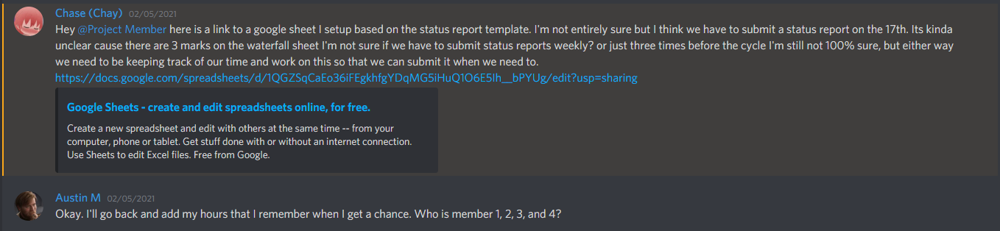 Chase (Chay) 02/05/2021
Hey @Project Member here is a link to a google sheet I setup based on the status report template. I'm not entirely sure but I think we have to submit a status report on the 17th. Its kinda
unclear cause there are 3 marks on the waterfall sheet I'm not sure if we have to submit status reports weekly? or just three times before the cycle I'm still not 100% sure, but either way
we need to be keeping track of our time and work on this so that we can submit it when we need to.
https://docs.google.com/spreadsheets/d/1QGZSqCaEo36iFEgkhfgYDqMG5iHuQ1O6E5Ih__bPYUg/edit?usp=sharing
Google Sheets - create and edit spreadsheets online, for free.
Create a new spreadsheet and edit with others at the same time -- from your
computer, phone or tablet. Get stuff done with or without an internet connection.
Use Sheets to edit Excel files. Free from Google.
Austin M 02/05/2021
Okay. I'll go back and add my hours that I remember when I get a chance. Who is member 1, 2, 3, and 4?